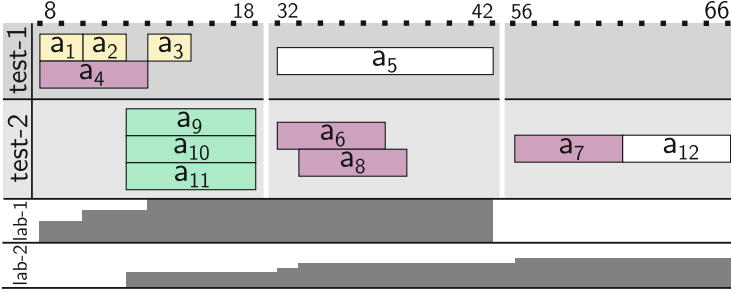 8 18 32 42 56 66
test-1
a1 a2 a3
a4
a5
test-2
a9
a10
a11
a6
a8
a7 a12
lab-1
lab-2